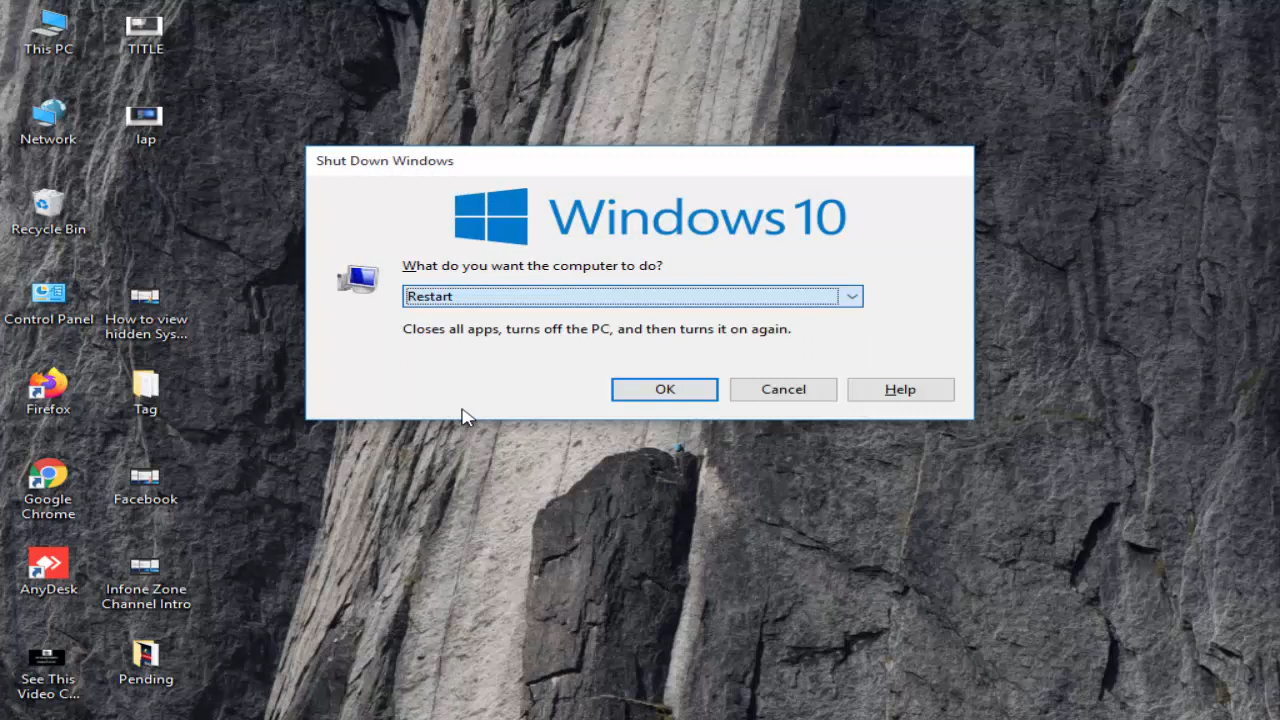 This PC
TITLE
Network
lap
Recycle Bin
Control Panel
How to view
hidden Sys...
Firefox
Tag
Google
Chrome
Facebook
AnyDesk
Infone Zone
Channel Intro
See This
Video C...
Pending
Shut Down Windows
Windows 10
What do you want the computer to do?
Restart
Closes all apps, turns off the PC, and then turns it on again.
OK
Cancel
Help